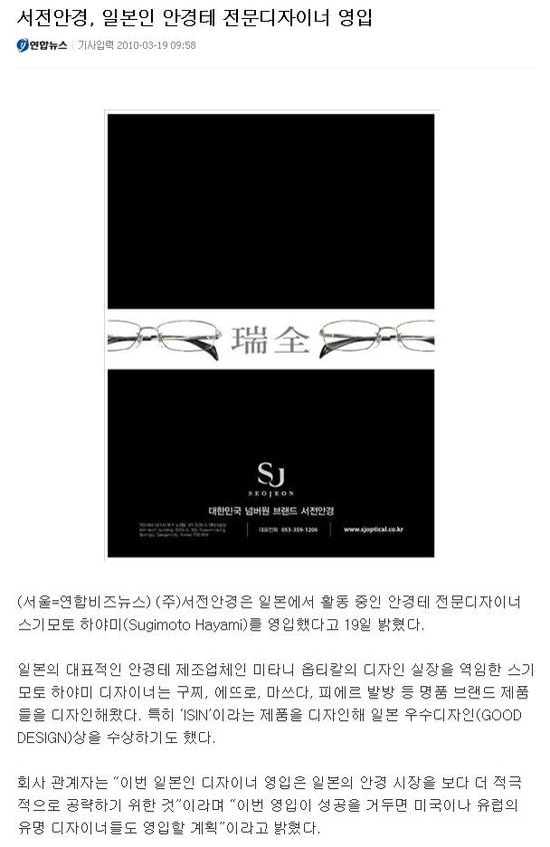 서전안경, 일본인 안경테 전문디자이너 영입
연합뉴스 기사입력 2010-03-19 09:58
瑞全
SJ
SEOJEON
대한민국 넘버원 브랜드 서전안경
대표전화 053-359-1206 www.sjoptical.co.kr
(서울=연합비즈뉴스) (주)서전안경은 일본에서 활동 중인 안경테 전문디자이너
스기모토 하야미(Sugimoto Hayami)를 영입했다고 19일 밝혔다.
일본의 대표적인 안경테 제조업체인 미타니 옵티칼의 디자인 실장을 역임한 스기
모토 하야미 디자이너는 구찌, 에뜨로, 마쓰다, 피에르 발방 등 명품 브랜드 제품
들을 디자인해왔다. 특히 ‘ISIN’이라는 제품을 디자인해 일본 우수디자인(GOOD
DESIGN)상을 수상하기도 했다.
회사 관계자는 “이번 일본인 디자이너 영입은 일본의 안경 시장을 보다 더 적극
적으로 공략하기 위한 것”이라며 “이번 영입이 성공을 거두면 미국이나 유럽의
유명 디자이너들도 영입할 계획”이라고 밝혔다.